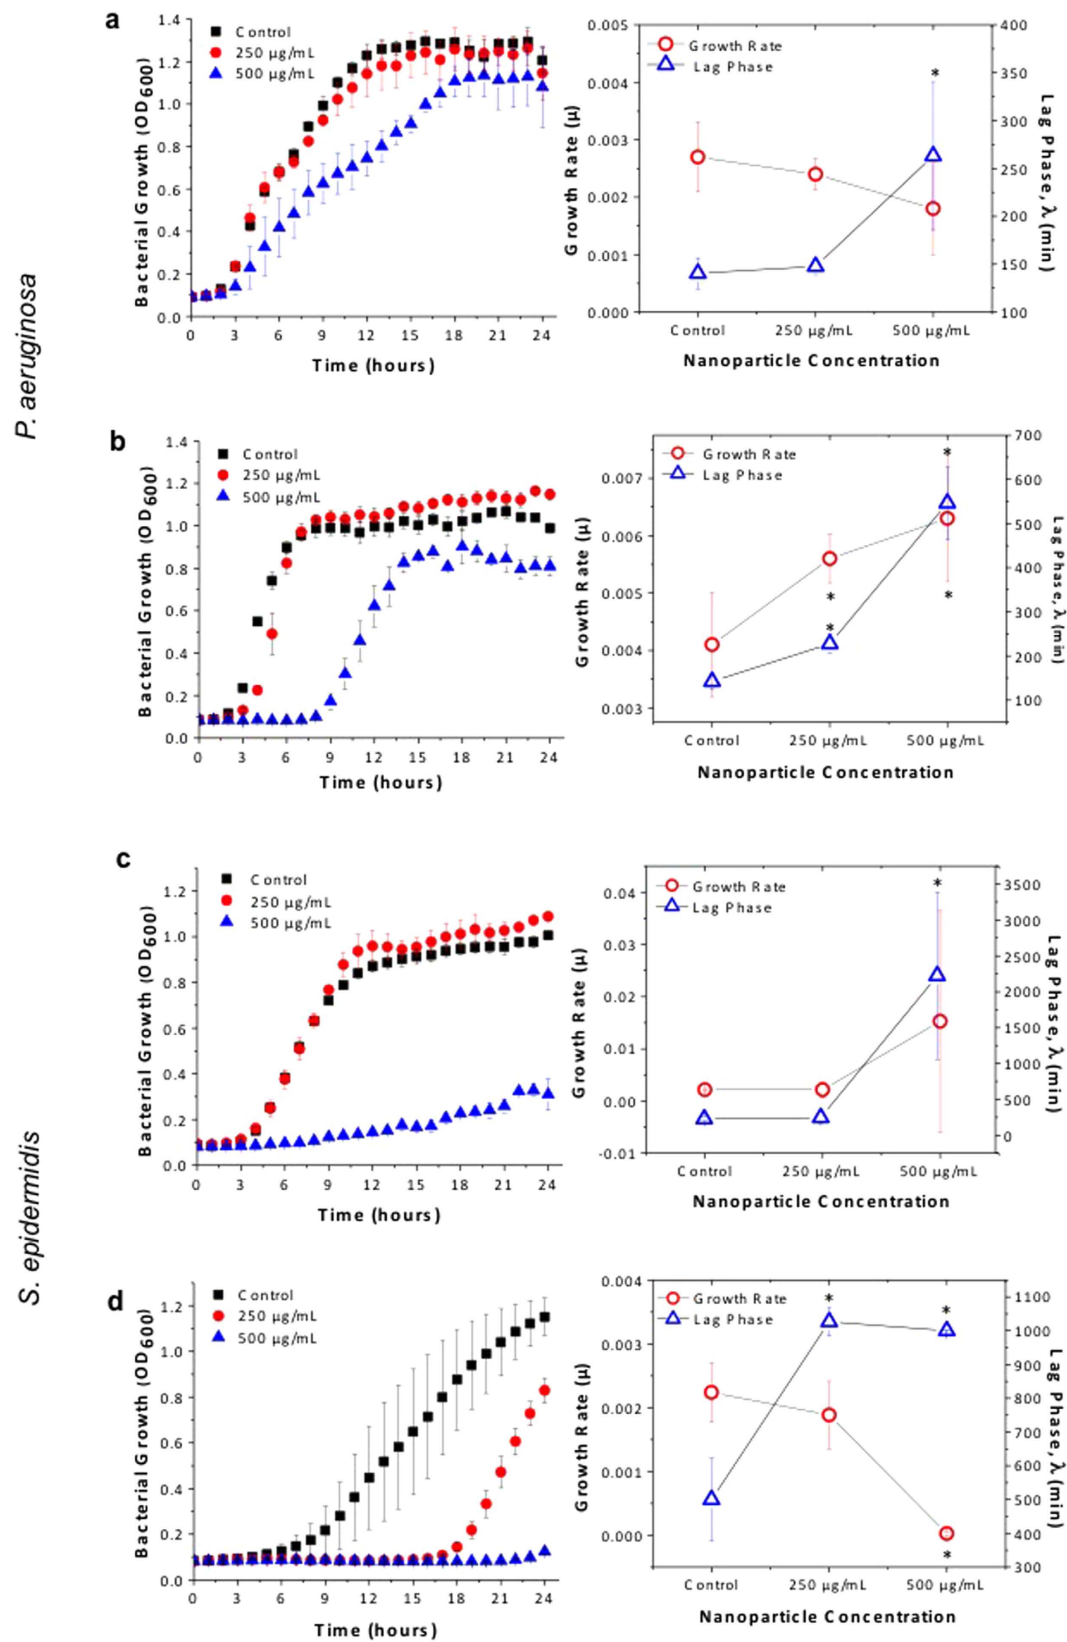 P. aeruginosa
a
1.4
1.2
1.0
0.8
0.6
0.4
0.2
0.0
Bacterial Growth (OD600)
Control
250 µg/mL
500 µg/mL
0 3 6 9 12 15 18 21 24
Time (hours)
0.005
0.004
0.003
0.002
0.001
0.000
Growth Rate (µ)
Growth Rate
Lag Phase
*
400
350
300
250
200
150
100
Lag Phase, λ (min)
Control 250 µg/mL 500 µg/mL
Nanoparticle Concentration
b
1.4
1.2
1.0
0.8
0.6
0.4
0.2
0.0
Bacterial Growth (OD600)
Control
250 µg/mL
500 µg/mL
0 3 6 9 12 15 18 21 24
Time (hours)
0.007
0.006
0.005
0.004
0.003
Growth Rate (µ)
Growth Rate
Lag Phase
*
*
*
*
700
600
500
400
300
200
100
Lag Phase, λ (min)
Control 250 µg/mL 500 µg/mL
Nanoparticle Concentration
S. epidermidis
c
1.2
1.0
0.8
0.6
0.4
0.2
0.0
Bacterial Growth (OD600)
Control
250 µg/mL
500 µg/mL
0 3 6 9 12 15 18 21 24
Time (hours)
0.04
0.03
0.02
0.01
0.00
-0.01
Growth Rate (µ)
Growth Rate
Lag Phase
*
3500
3000
2500
2000
1500
1000
500
0
Lag Phase, λ (min)
Control 250 µg/mL 500 µg/mL
Nanoparticle Concentration
d
1.2
1.0
0.8
0.6
0.4
0.2
0.0
Bacterial Growth (OD600)
Control
250 µg/mL
500 µg/mL
0 3 6 9 12 15 18 21 24
Time (hours)
0.004
0.003
0.002
0.001
0.000
Growth Rate (µ)
Growth Rate
Lag Phase
*
*
*
1100
1000
900
800
700
600
500
400
300
Lag Phase, λ (min)
Control 250 µg/mL 500 µg/mL
Nanoparticle Concentration